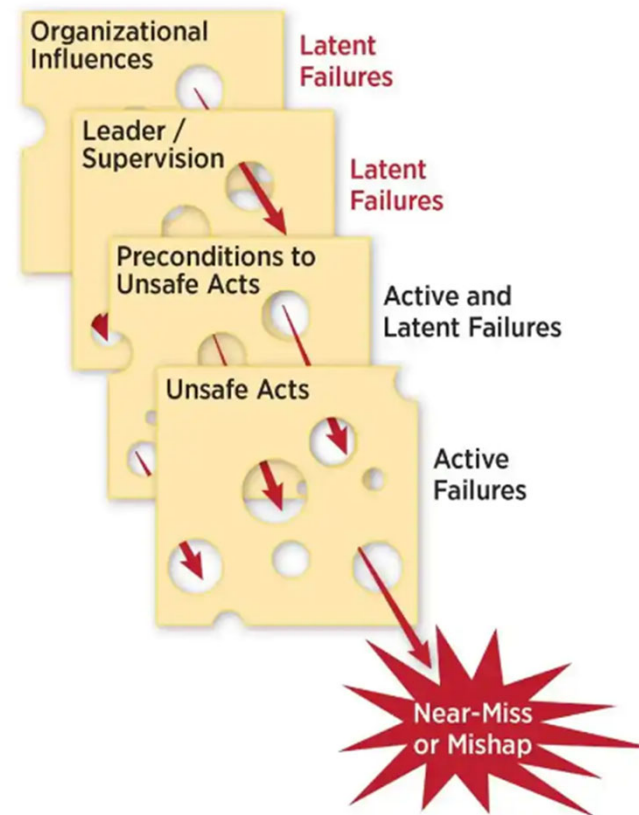 Organizational
Influences
Latent
Failures
Leader /
Supervision
Latent
Failures
Preconditions to
Unsafe Acts
Active and
Latent Failures
Unsafe Acts
Active
Failures
Near-Miss
or Mishap